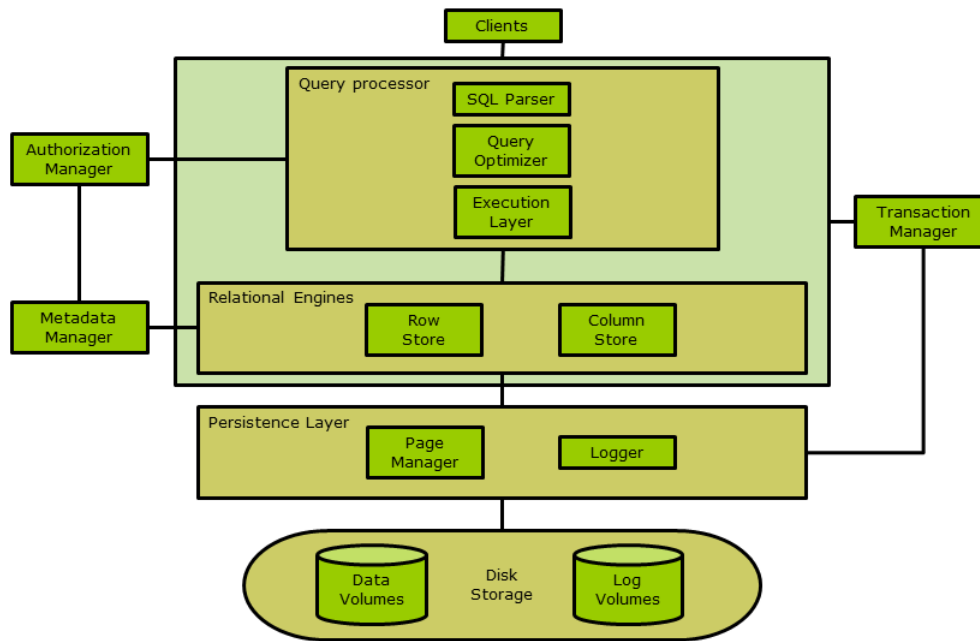 Clients
Query processor
SQL Parser
Query
Optimizer
Execution
Layer
Authorization
Manager
Transaction
Manager
Metadata
Manager
Relational Engines
Row
Store
Column
Store
Persistence Layer
Page
Manager
Logger
Data
Volumes
Disk
Storage
Log
Volumes